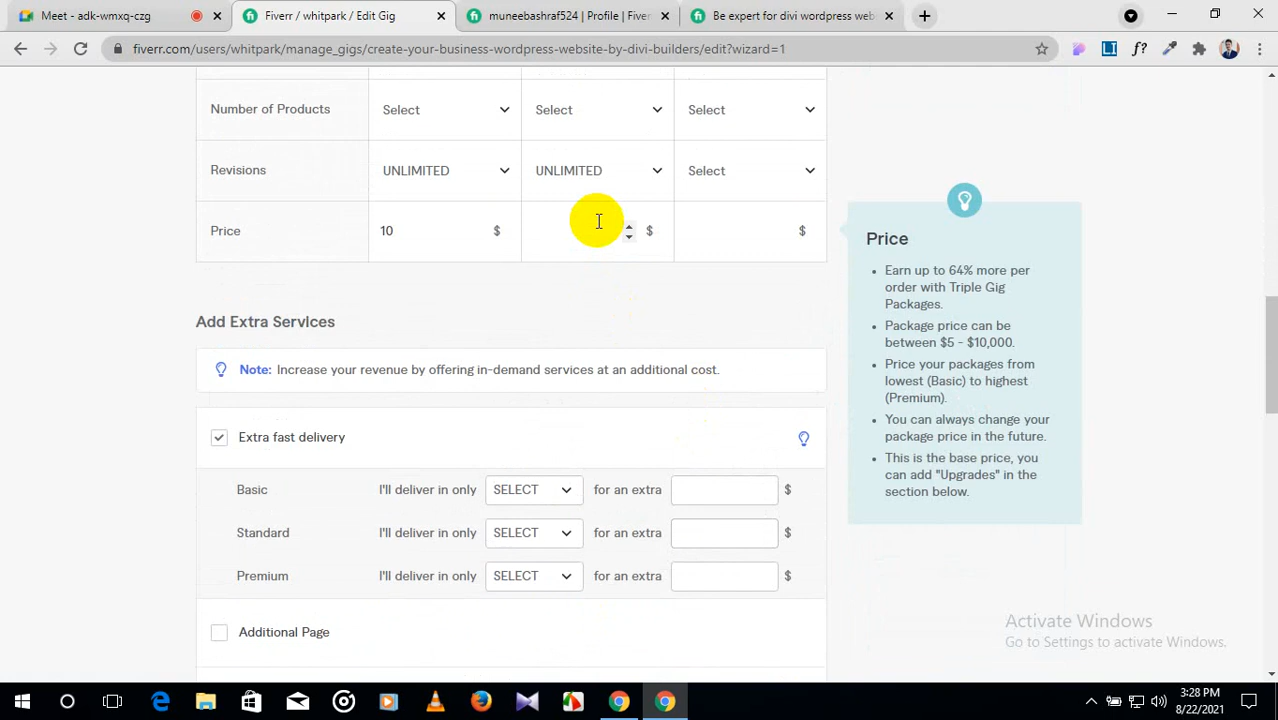 Meet - adk-wmxq-czg
Fiverr / whitpark / Edit Gig
muneebashraf524 | Profile | Fiver
Be expert for divi wordpress web
fiverr.com/users/whitpark/manage_gigs/create-your-business-wordpress-website-by-divi-builders/edit?wizard=1
LI
f?
Number of Products
Select
Select
Select
Revisions
UNLIMITED
UNLIMITED
Select
Price
10
$
$
$
Price
Earn up to 64% more per
order with Triple Gig
Packages.
Package price can be
between $5 - $10,000.
Price your packages from
lowest (Basic) to highest
(Premium).
You can always change your
package price in the future.
This is the base price, you
can add "Upgrades" in the
section below.
Add Extra Services
Note: Increase your revenue by offering in-demand services at an additional cost.
Extra fast delivery
Basic
I'll deliver in only
SELECT
for an extra
$
Standard
I'll deliver in only
SELECT
for an extra
$
Premium
I'll deliver in only
SELECT
for an extra
$
Additional Page
Activate Windows
Go to Settings to activate Windows.
3:28 PM
8/22/2021